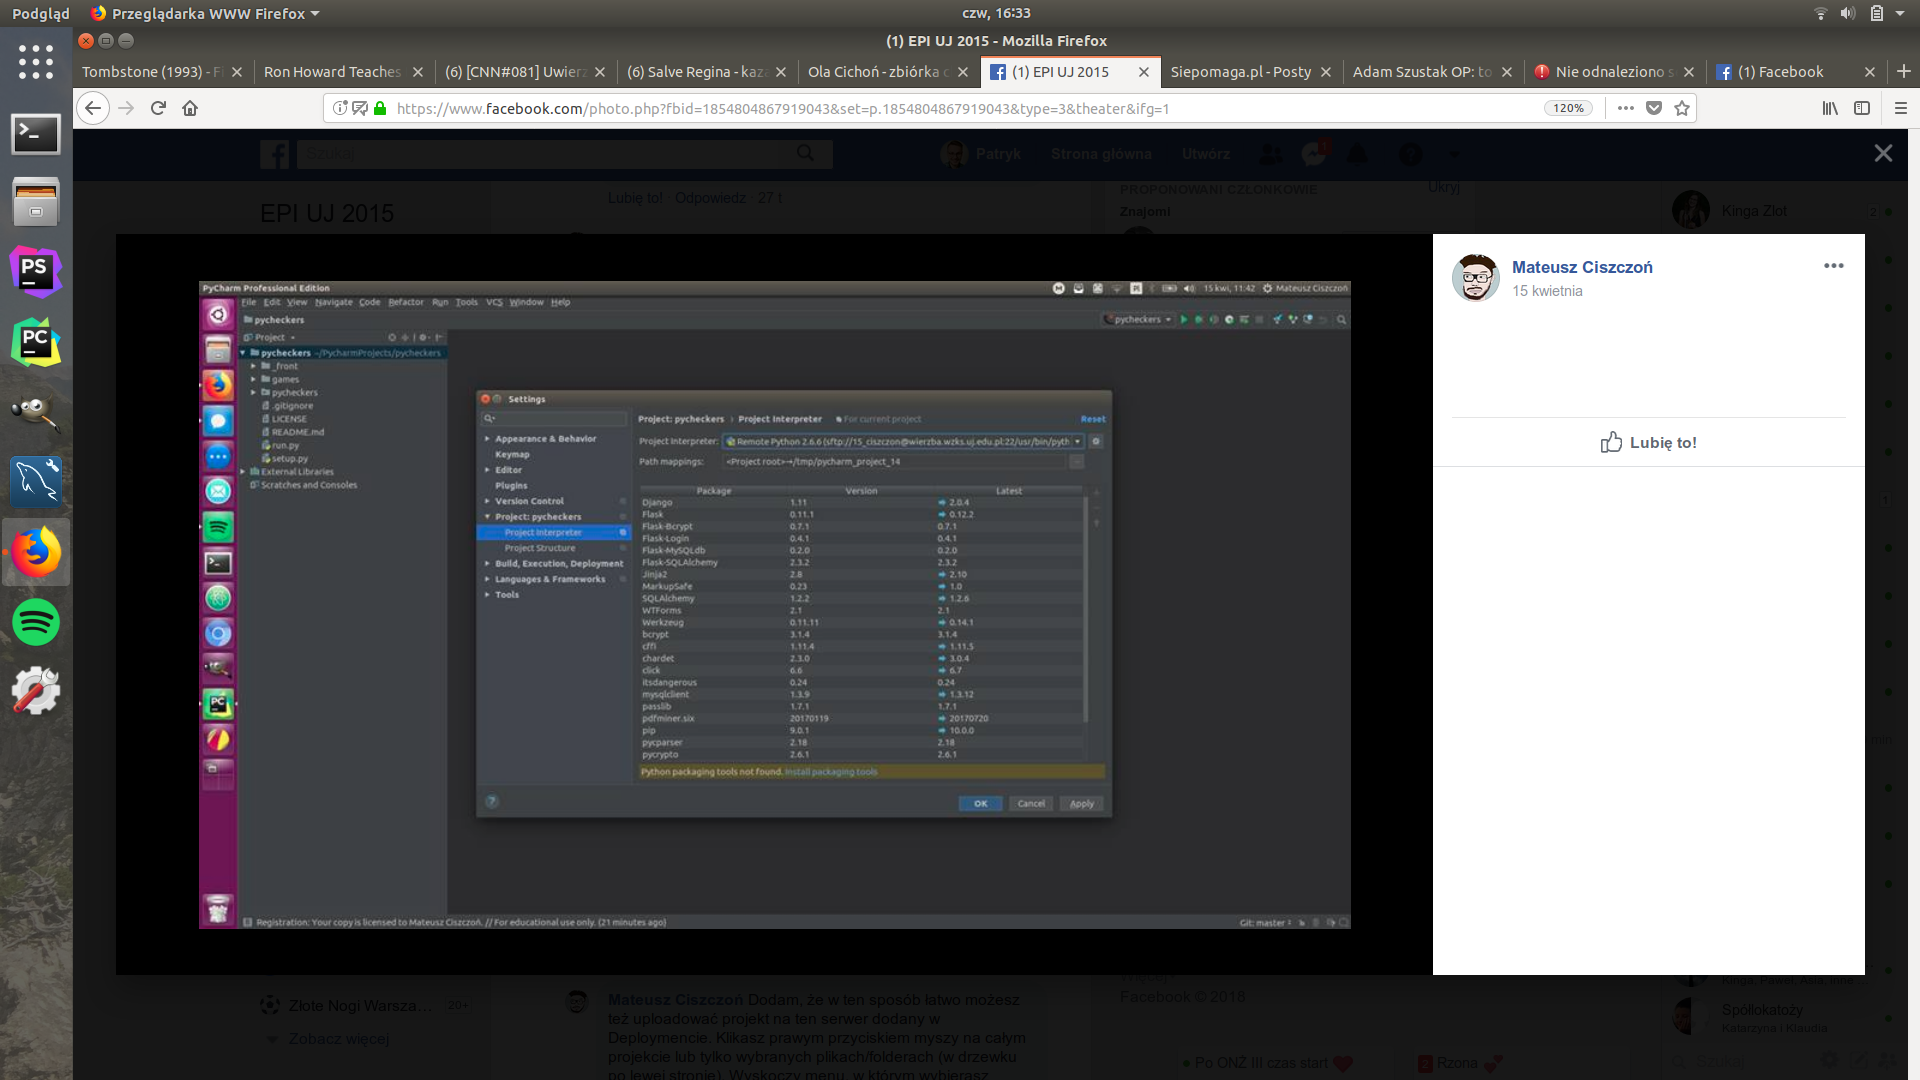 Podgląd
Przeglądarka WWW Firefox
czw, 16:33
(1) EPI UJ 2015 - Mozilla Firefox
Tombstone (1993) - F
Ron Howard Teaches
(6) [CNN#081] Uwierz
(6) Salve Regina - kaza
Ola Cichoń - zbiórka
(1) EPI UJ 2015
Siepomaga.pl - Posty
Adam Szustak OP: to
Nie odnaleziono s
(1) Facebook
https://www.facebook.com/photo.php?fbid=1854804867919043&set=p.1854804867919043&type=3&theater&ifg=1
120%
Szukaj
Patryk
Strona główna
Utwórz
1
EPI UJ 2015
Lubię to! · Odpowiedz · 27 t
PROPONOWANI CZŁONKOWIE
Ukryj
Znajomi
Kinga Zlot
2
PyCharm Professional Edition
15 kwi, 11:42
Mateusz Ciszczoń
File Edit View Navigate Code Refactor Run Tools VCS Window Help
pycheckers
pycheckers
Project
pycheckers ~/PycharmProjects/pycheckers
_front
games
pycheckers
.gitignore
LICENSE
README.md
run.py
setup.py
External Libraries
Scratches and Consoles
Settings
Appearance & Behavior
Keymap
Editor
Plugins
Version Control
Project: pycheckers
Project Interpreter
Project Structure
Build, Execution, Deployment
Languages & Frameworks
Tools
Project: pycheckers › Project Interpreter
For current project
Reset
Project Interpreter: Remote Python 2.6.6 (sftp://15_ciszczon@wierzba.wzks.uj.edu.pl:22/usr/bin/pyth
Path mappings: <Project root>→/tmp/pycharm_project_14
Package Version Latest
Django 1.11 2.0.4
Flask 0.11.1 0.12.2
Flask-Bcrypt 0.7.1 0.7.1
Flask-Login 0.4.1 0.4.1
Flask-MySQLdb 0.2.0 0.2.0
Flask-SQLAlchemy 2.3.2 2.3.2
Jinja2 2.8 2.10
MarkupSafe 0.23 1.0
SQLAlchemy 1.2.2 1.2.6
WTForms 2.1 2.1
Werkzeug 0.11.11 0.14.1
bcrypt 3.1.4 3.1.4
cffi 1.11.4 1.11.5
chardet 2.3.0 3.0.4
click 6.6 6.7
itsdangerous 0.24 0.24
mysqlclient 1.3.9 1.3.12
passlib 1.7.1 1.7.1
pdfminer.six 20170119 20170720
pip 9.0.1 10.0.0
pycparser 2.18 2.18
pycrypto 2.6.1 2.6.1
Python packaging tools not found. Install packaging tools
OK Cancel Apply
Registration: Your copy is licensed to Mateusz Ciszczoń. // For educational use only. (21 minutes ago)
Git: master
Mateusz Ciszczoń
15 kwietnia
Lubię to!
min
Złote Nogi Warsza... 20+
Zobacz więcej
Mateusz Ciszczoń Dodam, że w ten sposób łatwo możesz
też uploadować projekt na ten serwer dodany w
Deploymencie. Klikasz prawym przyciskiem myszy na całym
projekcie lub tylko wybranych plikach/folderach (w drzewku
po lewej stronie). Wyskoczy menu, w którym wybierasz
Facebook © 2018
Spółlokatoży
Katarzyna i Klaudia
Po ONZ III czas start
2 Rzona
Szukaj